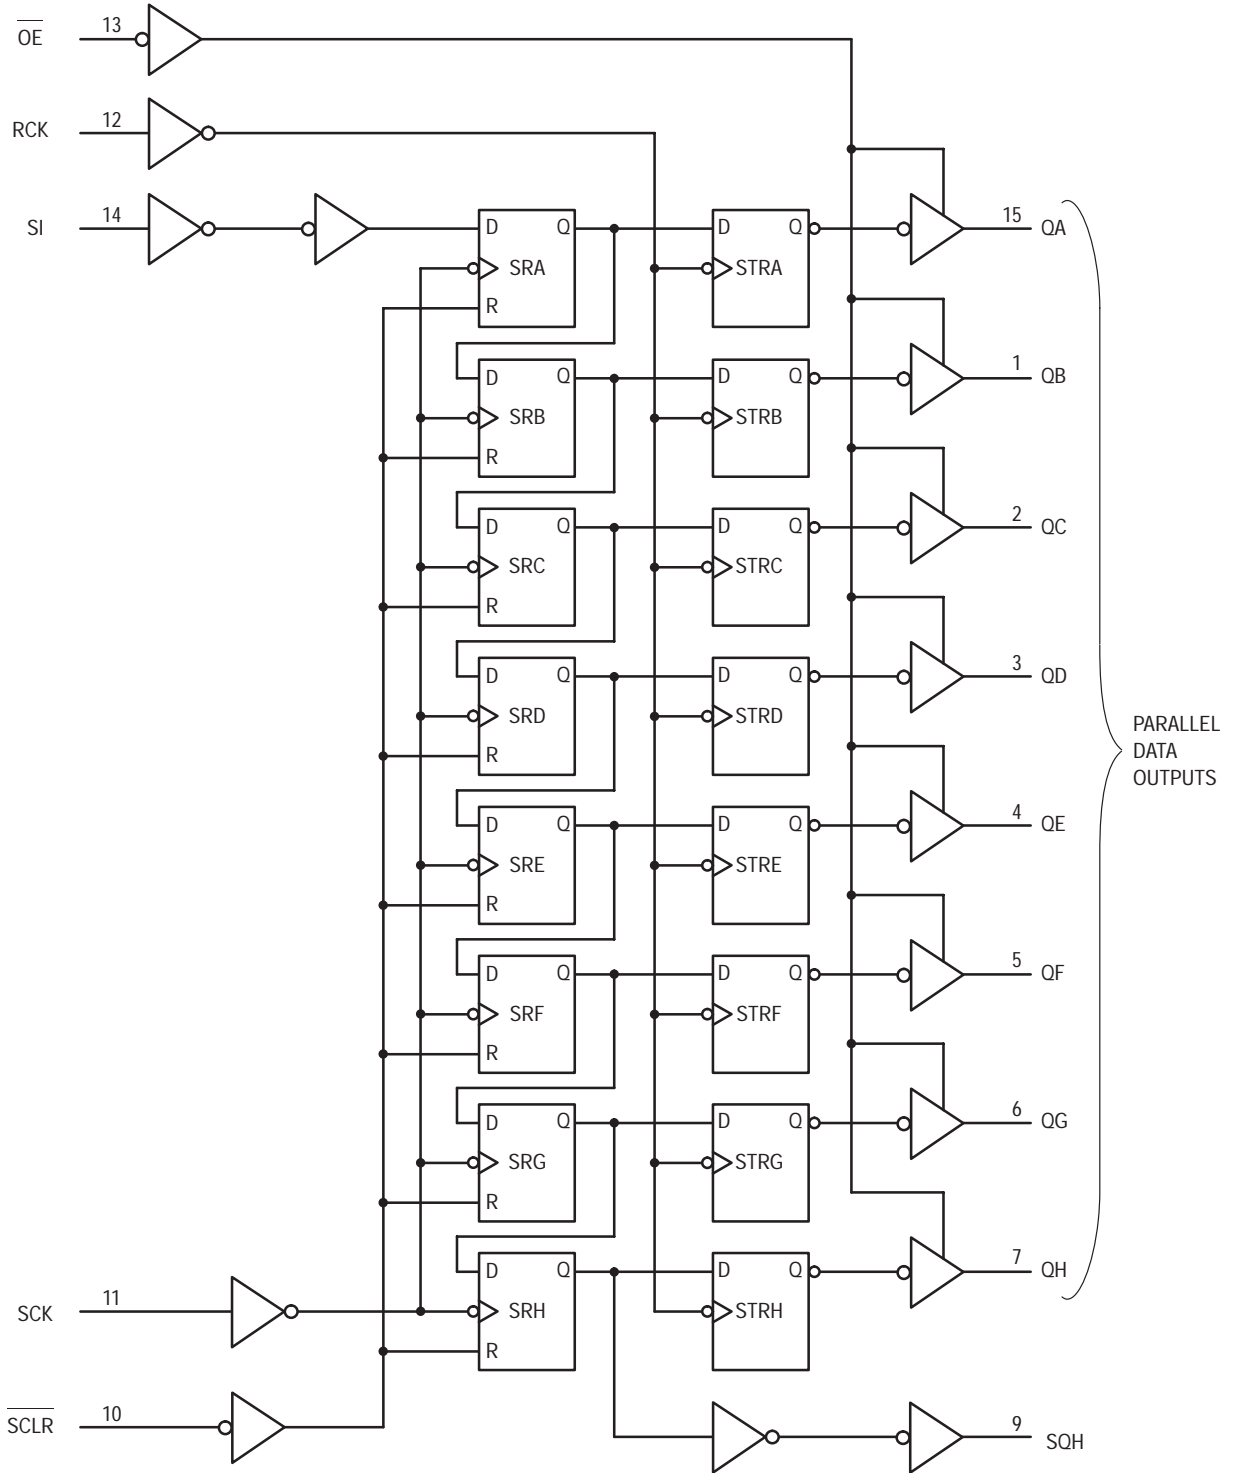 OE 13
RCK 12
SI 14
D Q SRA R
D Q STRA
15 QA
D Q SRB R
D Q STRB
1 QB
D Q SRC R
D Q STRC
2 QC
D Q SRD R
D Q STRD
3 QD
PARALLEL
DATA
OUTPUTS
D Q SRE R
D Q STRE
4 QE
D Q SRF R
D Q STRF
5 QF
D Q SRG R
D Q STRG
6 QG
SCK 11
D Q SRH R
D Q STRH
7 QH
SCLR 10
9 SQH